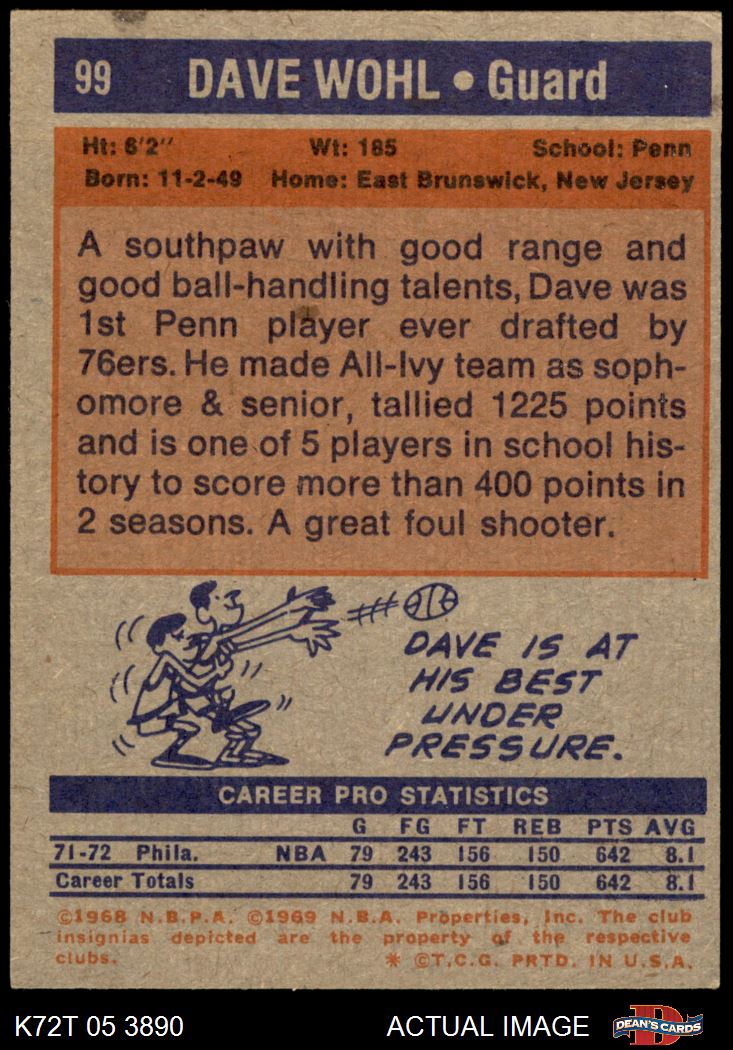 99 DAVE WOHL • Guard
Ht: 6'2" Wt: 185 School: Penn
Born: 11-2-49 Home: East Brunswick, New Jersey
A southpaw with good range and
good ball-handling talents, Dave was
1st Penn player ever drafted by
76ers. He made All-Ivy team as soph-
omore & senior, tallied 1225 points
and is one of 5 players in school his-
tory to score more than 400 points in
2 seasons. A great foul shooter.
DAVE IS AT
HIS BEST
UNDER
PRESSURE.
CAREER PRO STATISTICS
G FG FT REB PTS AVG
71-72 Phila. NBA 79 243 156 150 642 8.1
Career Totals 79 243 156 150 642 8.1
©1968 N.B.P.A. ©1969 N.B.A. Properties, Inc. The club
insignias depicted are the property of the respective
clubs. * ©T.C.G. PRTD. IN U.S.A.
K72T 05 3890 ACTUAL IMAGE DEAN'S CARDS